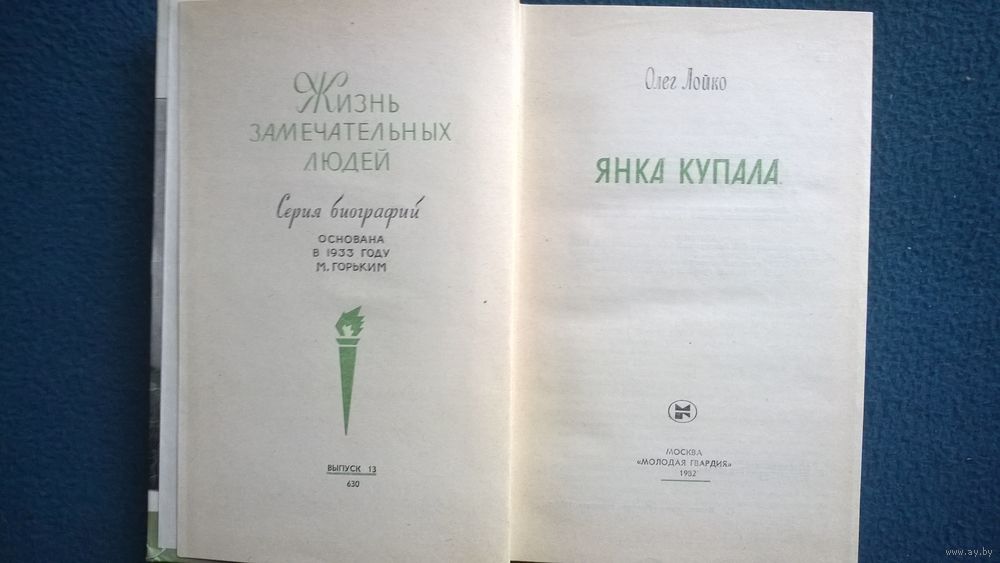 Жизнь
ЗАМЕЧАТЕЛЬНЫХ
ЛЮДЕЙ
Серия биографий
ОСНОВАНА
В 1933 ГОДУ
М. ГОРЬКИМ
ВЫПУСК 13
630
Олег Лойко
ЯНКА КУПАЛА
МОСКВА
«МОЛОДАЯ ГВАРДИЯ»
1982
www.ay.by